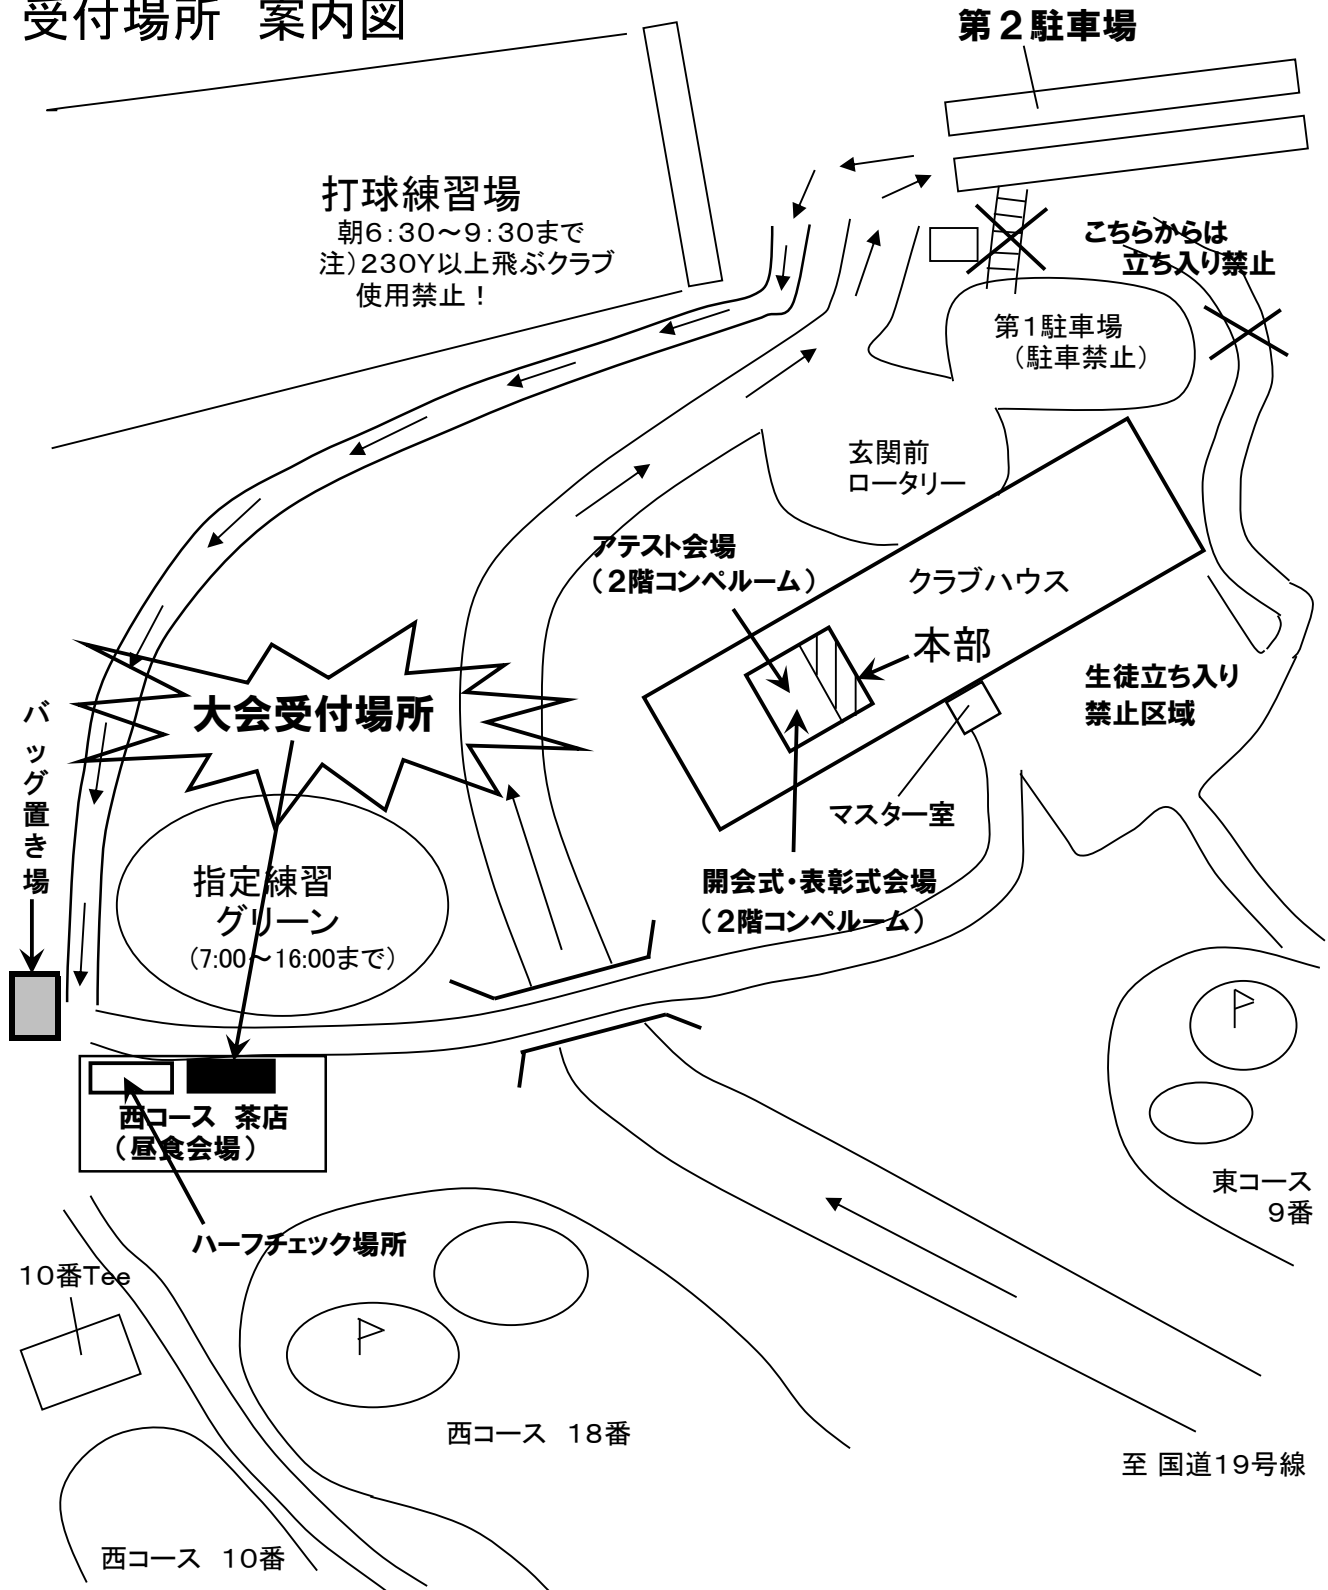 受付場所　案内図
第２駐車場
打球練習場
朝6:30～9:30まで
注）230Y以上飛ぶクラブ
使用禁止！
こちらからは
立ち入り禁止
第１駐車場
（駐車禁止）
玄関前
ロータリー
アテスト会場
（２階コンペルーム）
クラブハウス
本部
大会受付場所
生徒立ち入り
禁止区域
バッグ置き場
マスター室
指定練習
グリーン
（7:00～16:00まで）
開会式・表彰式会場
（２階コンペルーム）
西コース　茶店
（昼食会場）
東コース
９番
ハーフチェック場所
１０番Tee
西コース　１８番
至 国道１９号線
西コース　１０番